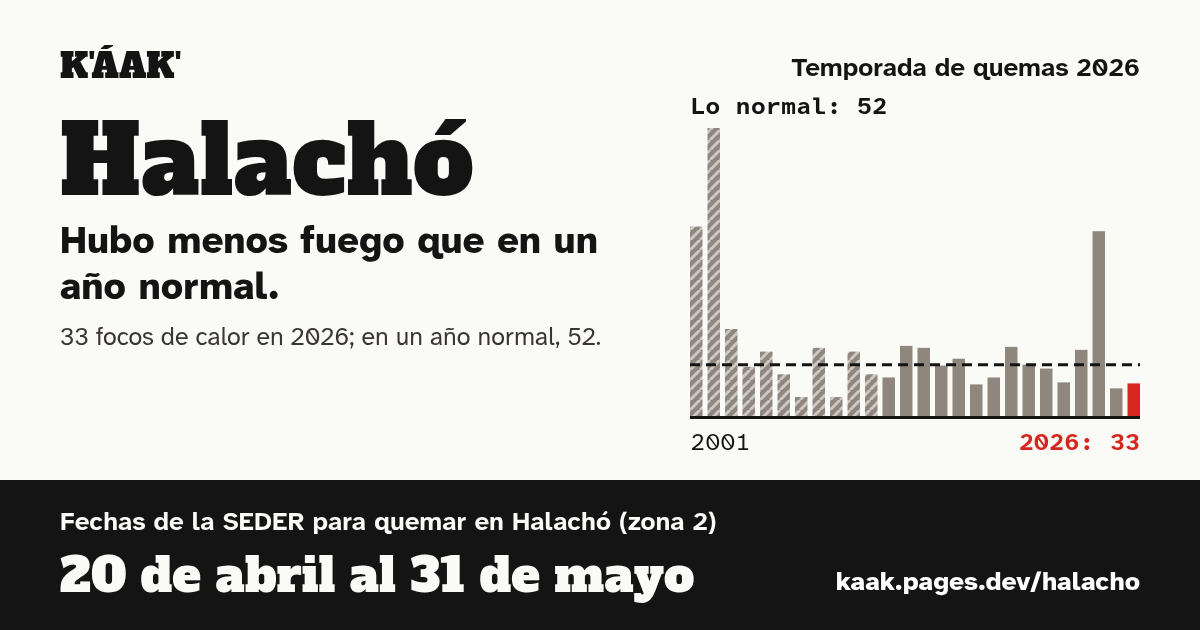 K'ÁAK'
Halachó
Hubo menos fuego que en un
año normal.
33 focos de calor en 2026; en un año normal, 52.
Temporada de quemas 2026
Lo normal: 52
2001
2026: 33
Fechas de la SEDER para quemar en Halachó (zona 2)
20 de abril al 31 de mayo
kaak.pages.dev/halacho